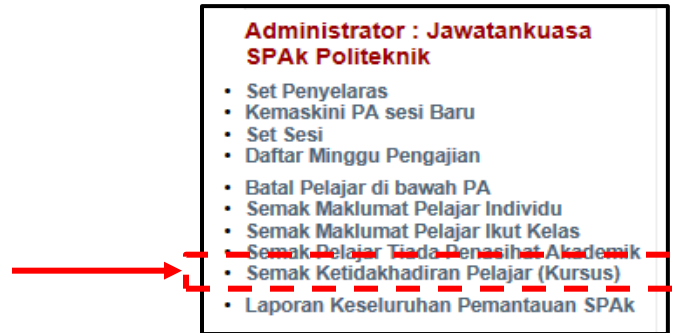 Administrator : Jawatankuasa
SPAk Politeknik
• Set Penyelaras
• Kemaskini PA sesi Baru
• Set Sesi
• Daftar Minggu Pengajian
• Batal Pelajar di bawah PA
• Semak Maklumat Pelajar Individu
• Semak Maklumat Pelajar Ikut Kelas
• Semak Pelajar Tiada Penasihat Akademik
• Semak Ketidakhadiran Pelajar (Kursus)
• Laporan Keseluruhan Pemantauan SPAk